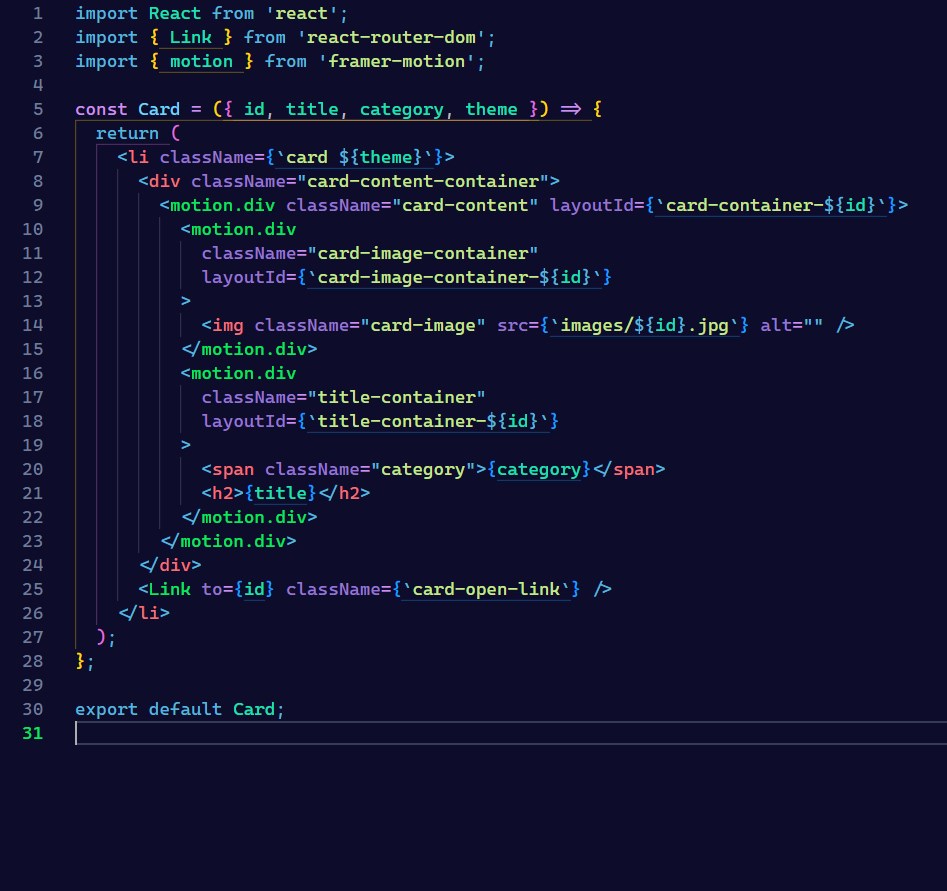 1 import React from 'react';
2 import { Link } from 'react-router-dom';
3 import { motion } from 'framer-motion';
4
5 const Card = ({ id, title, category, theme }) => {
6   return (
7     <li className={`card ${theme}`}>
8       <div className="card-content-container">
9         <motion.div className="card-content" layoutId={`card-container-${id}`}>
10           <motion.div
11             className="card-image-container"
12             layoutId={`card-image-container-${id}`}
13           >
14             <img className="card-image" src={`images/${id}.jpg`} alt="" />
15           </motion.div>
16           <motion.div
17             className="title-container"
18             layoutId={`title-container-${id}`}
19           >
20             <span className="category">{category}</span>
21             <h2>{title}</h2>
22           </motion.div>
23         </motion.div>
24       </div>
25       <Link to={id} className={`card-open-link`} />
26     </li>
27   );
28 };
29
30 export default Card;
31